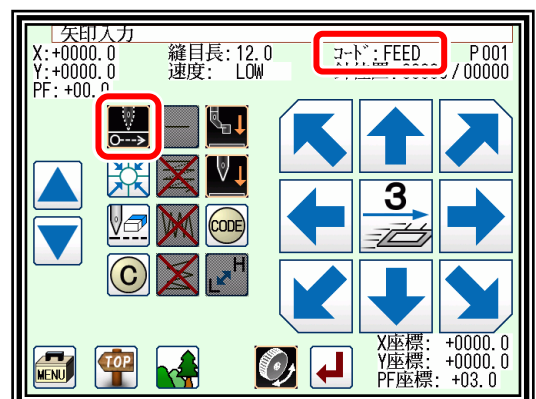 矢印入力
X:+0000.0 縫目長:12.0 コード:FEED P001
Y:+0000.0 速度: LOW /00000
PF:+00.0
CODE
C
L H
3
X座標: +0000.0
Y座標: +0000.0
PF座標: +03.0
MENU
TOP